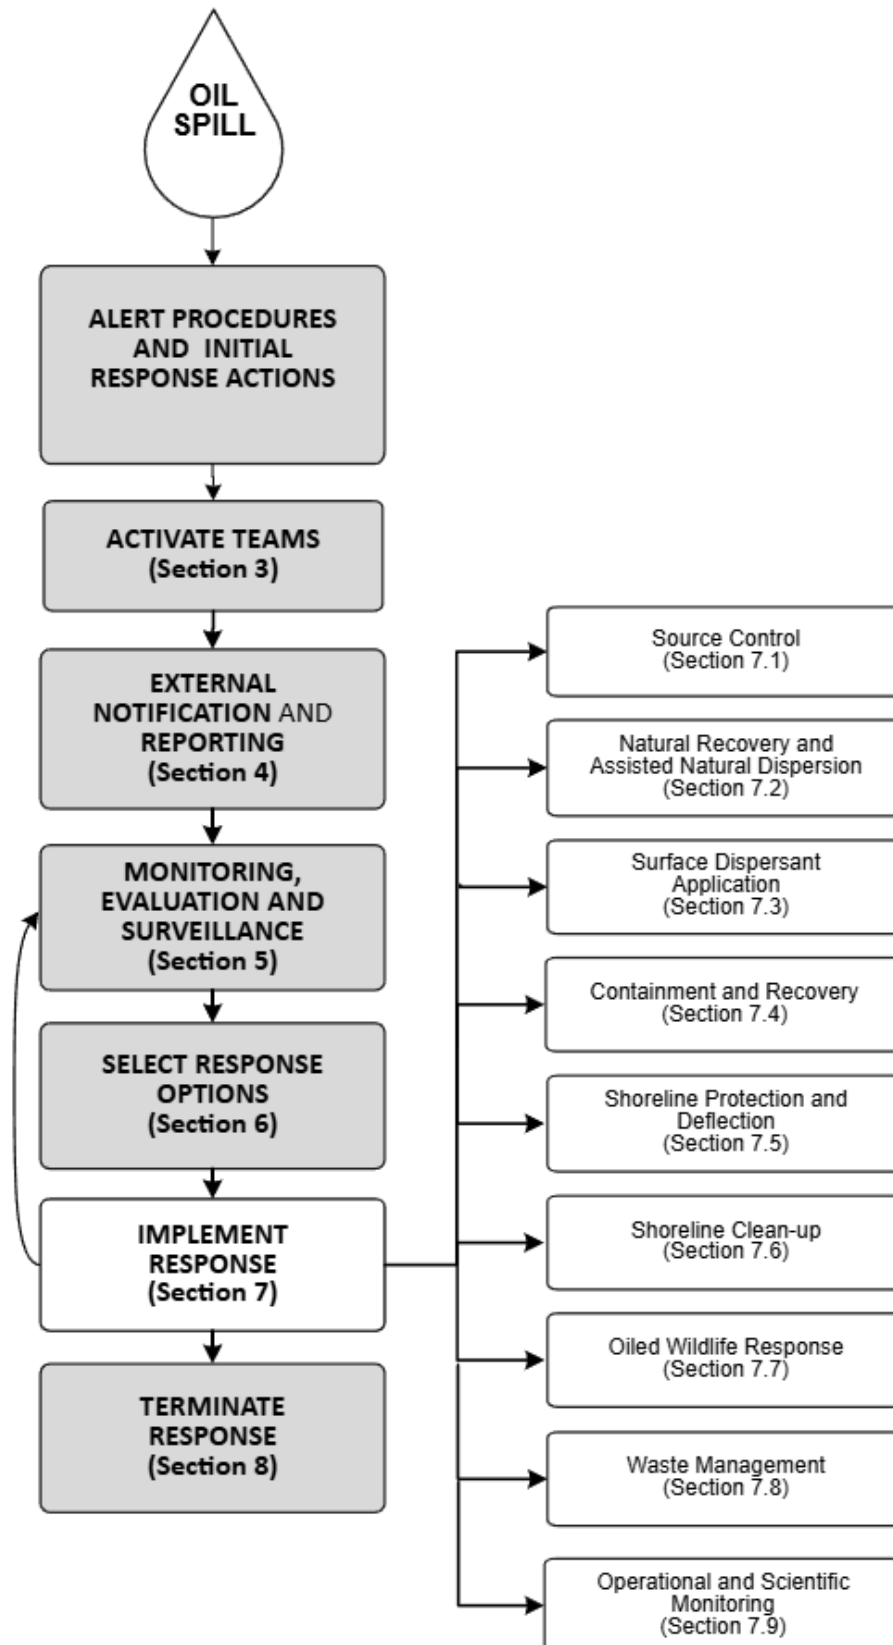 OIL
SPILL
ALERT PROCEDURES
AND INITIAL
RESPONSE ACTIONS
ACTIVATE TEAMS
(Section 3)
EXTERNAL
NOTIFICATION AND
REPORTING
(Section 4)
MONITORING,
EVALUATION AND
SURVEILLANCE
(Section 5)
SELECT RESPONSE
OPTIONS
(Section 6)
IMPLEMENT
RESPONSE
(Section 7)
TERMINATE
RESPONSE
(Section 8)
Source Control
(Section 7.1)
Natural Recovery and
Assisted Natural Dispersion
(Section 7.2)
Surface Dispersant
Application
(Section 7.3)
Containment and Recovery
(Section 7.4)
Shoreline Protection and
Deflection
(Section 7.5)
Shoreline Clean-up
(Section 7.6)
Oiled Wildlife Response
(Section 7.7)
Waste Management
(Section 7.8)
Operational and Scientific
Monitoring
(Section 7.9)